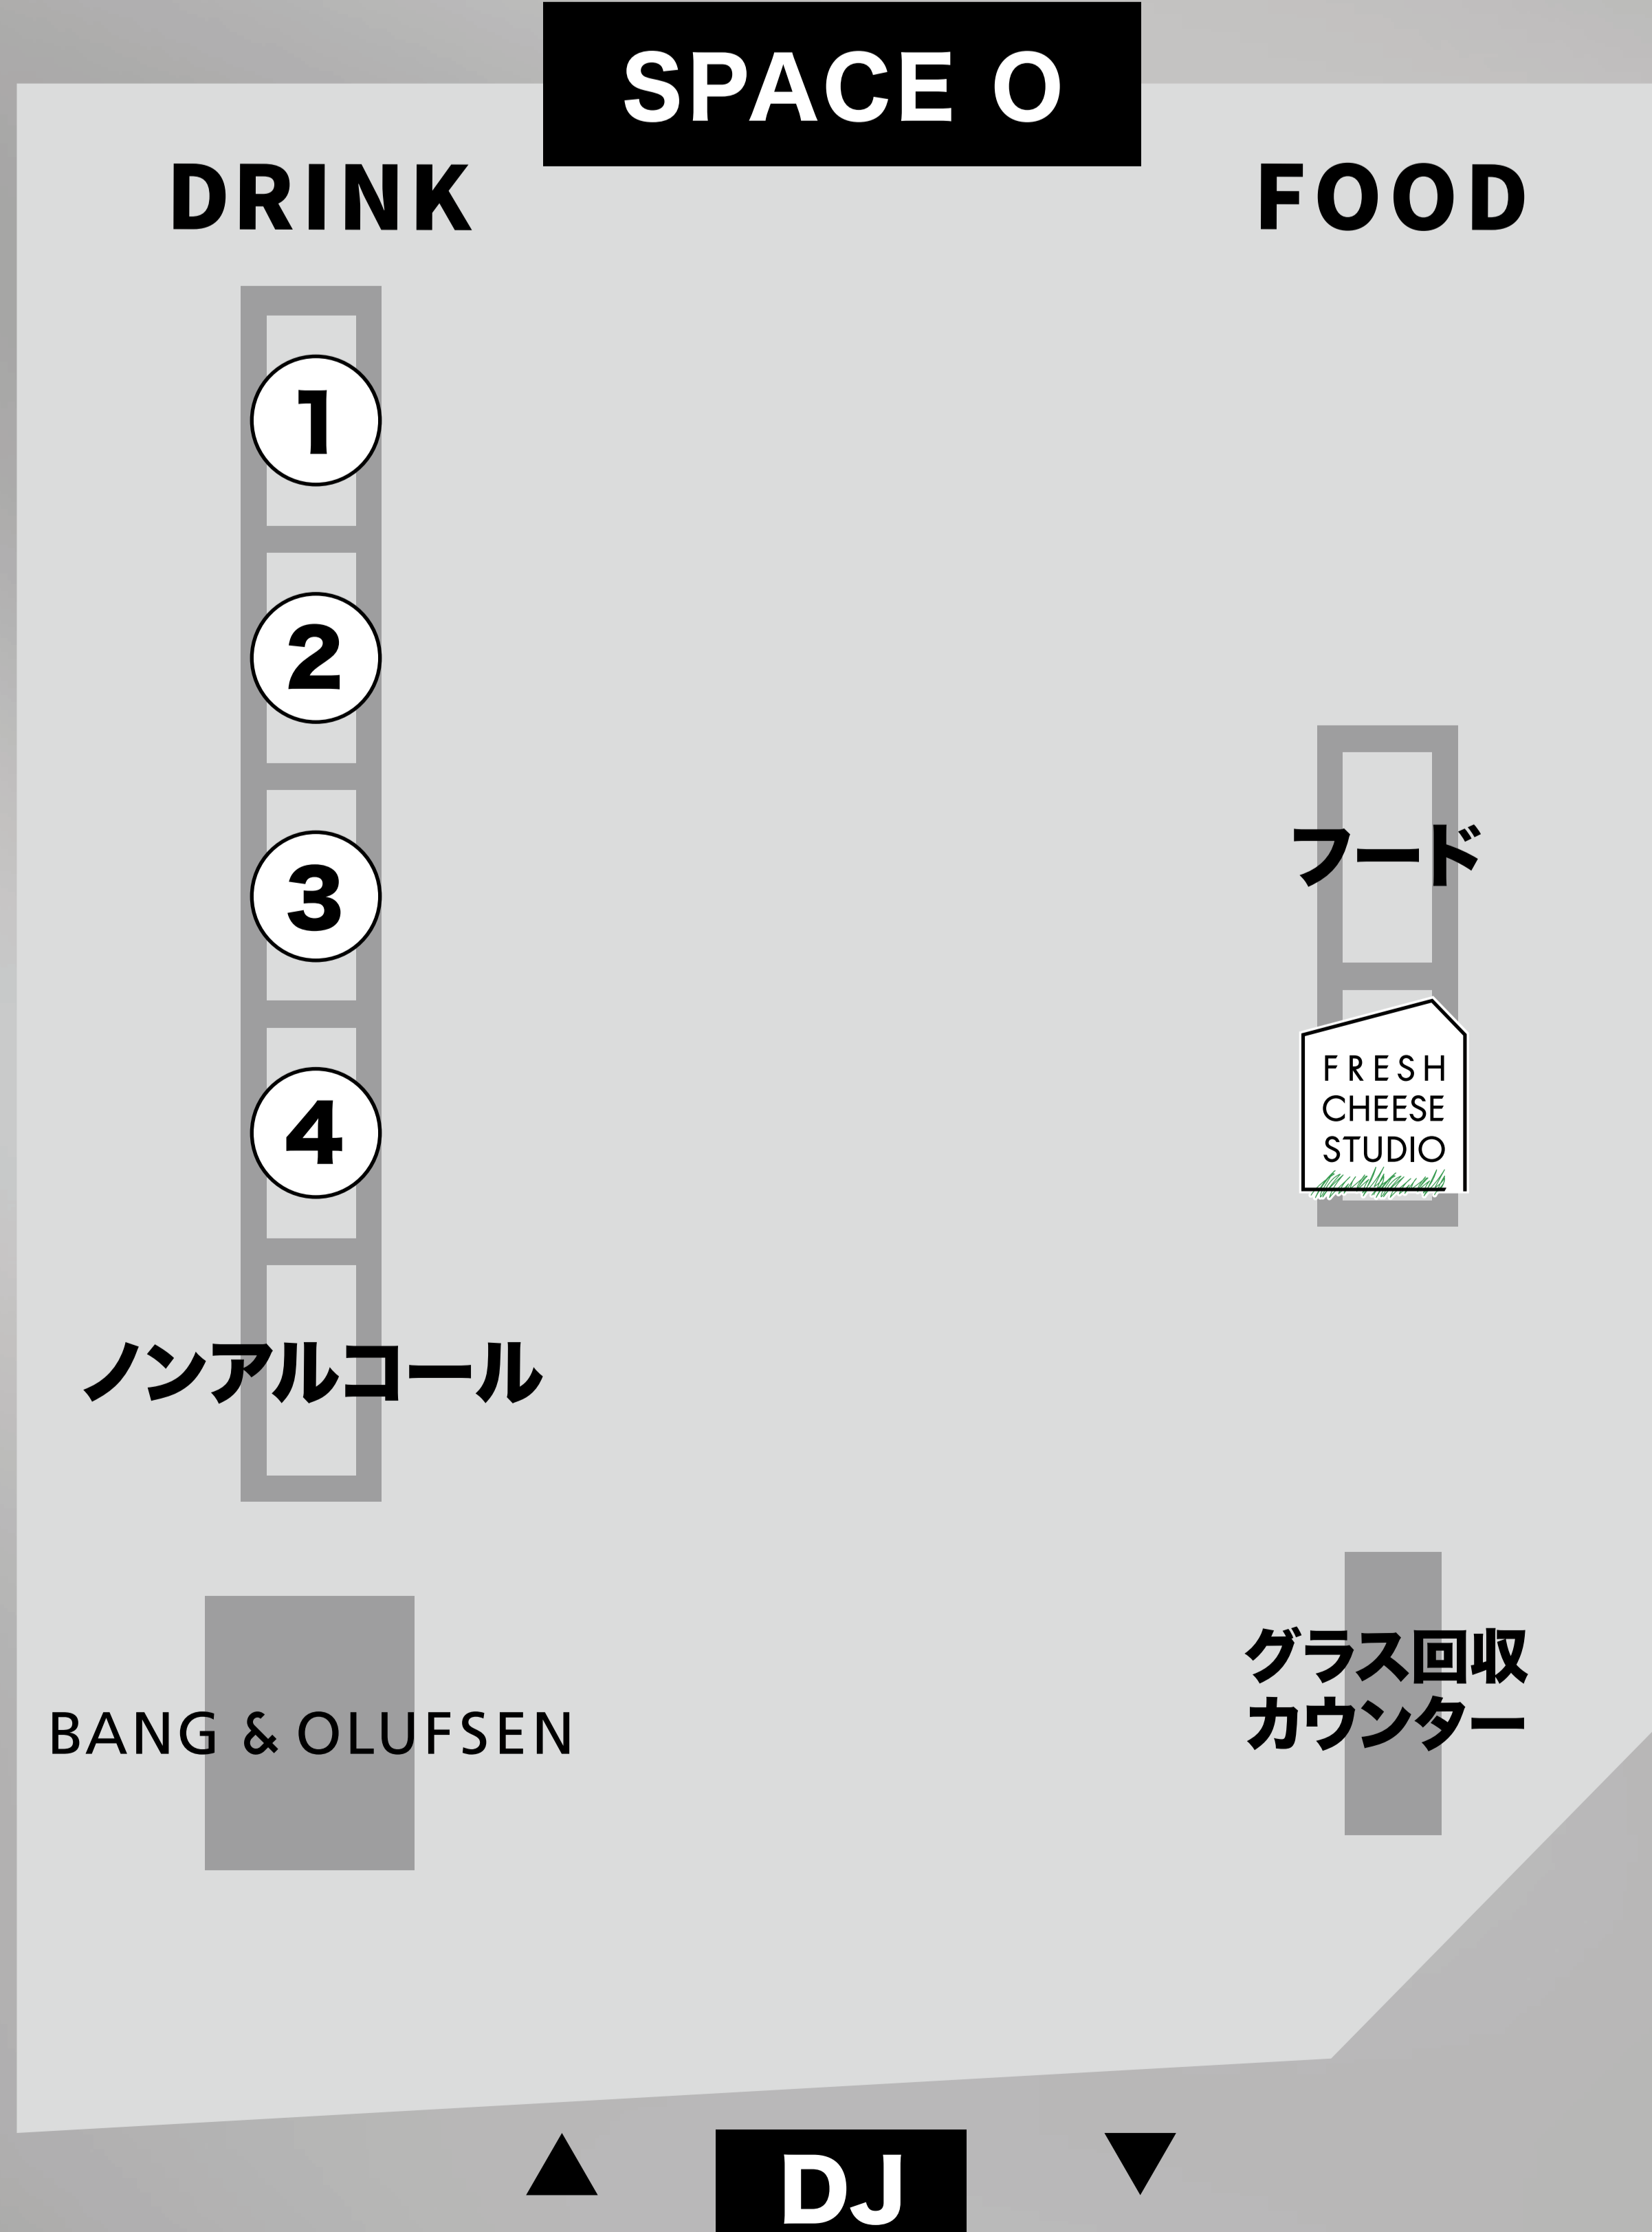 SPACE O
DRINK
FOOD
1
2
3
4
ノンアルコール
BANG & OLUFSEN
フード
FRESH
CHEESE
STUDIO
グラス回収
カウンター
▲
DJ
▼